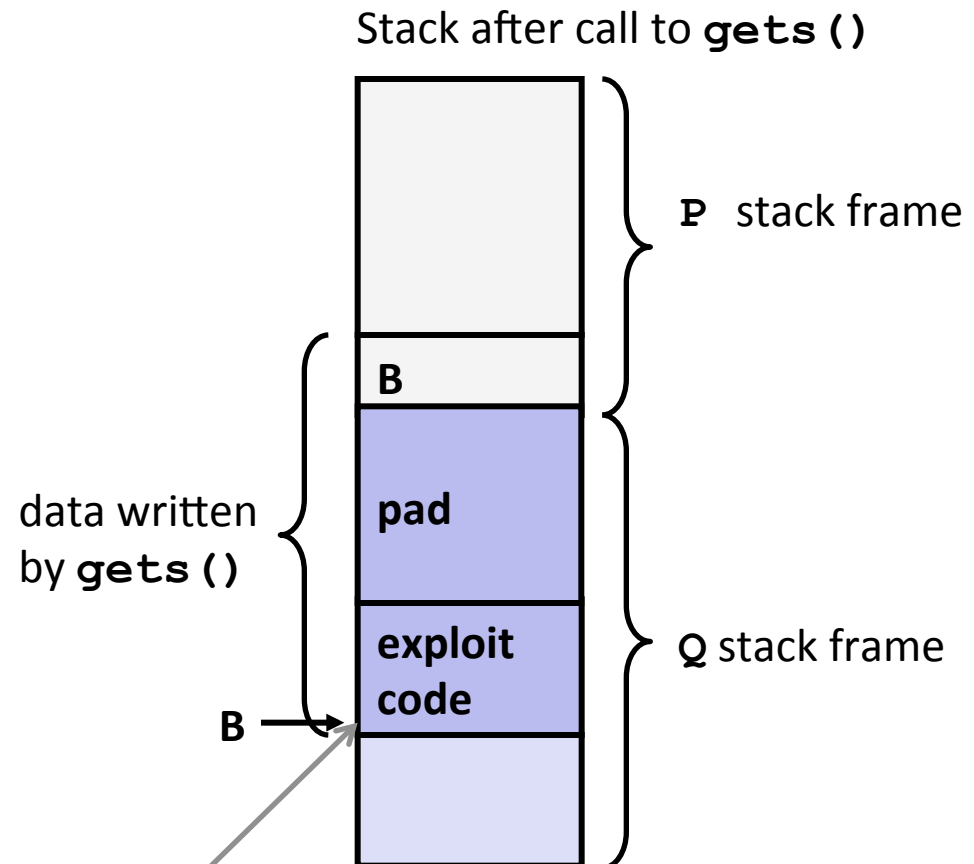 Stack after call to gets()
P stack frame
B
pad
data written
by gets()
exploit
code
Q stack frame
B